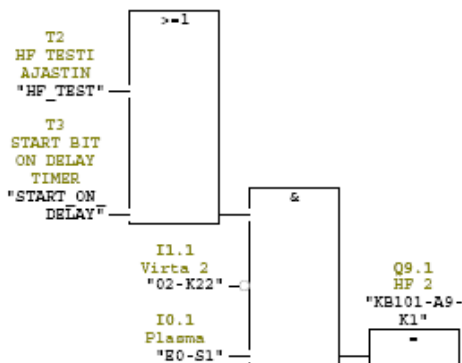 >=1
T2
HF TESTI
AJASTIN
"HF_TEST"
T3
START BIT
ON DELAY
TIMER
"START_ON_
DELAY"
&
I1.1
Virta 2
"02-K22"
I0.1
Plasma
"E0-S1"
Q9.1
HF 2
"KB101-A9-
K1"
=